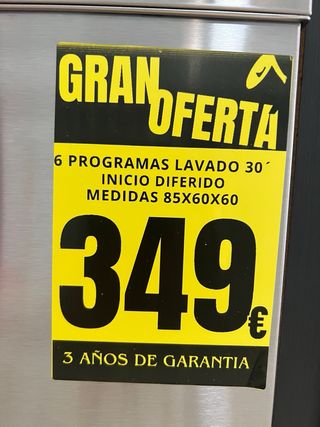 GRAN
OFERTA
6 PROGRAMAS LAVADO 30´
INICIO DIFERIDO
MEDIDAS 85X60X60
349€
3 AÑOS DE GARANTIA